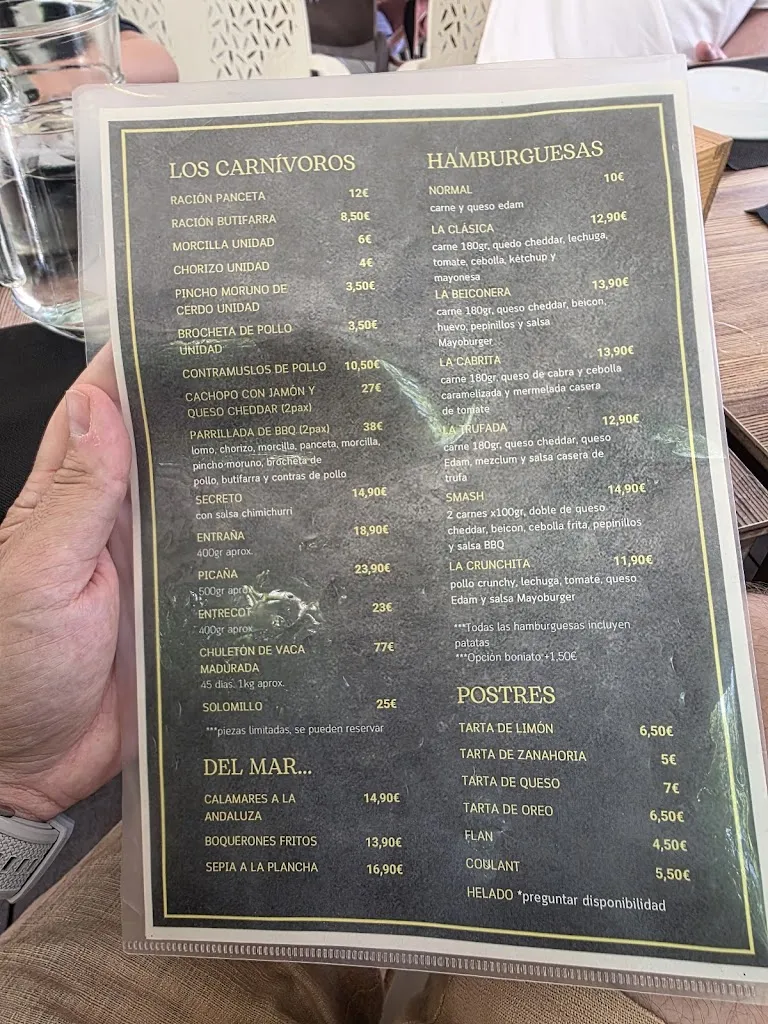 LOS CARNÍVOROS
RACIÓN PANCETA 12€
RACIÓN BUTIFARRA 8,50€
MORCILLA UNIDAD 6€
CHORIZO UNIDAD 4€
PINCHO MORUNO DE 3,50€
CERDO UNIDAD
BROCHETA DE POLLO 3,50€
UNIDAD
CONTRAMUSLOS DE POLLO 10,50€
CACHOPO CON JAMÓN Y 27€
QUESO CHEDDAR (2pax)
PARRILLADA DE BBQ (2pax) 38€
lomo, chorizo, morcilla, panceta, morcilla,
pincho moruno, brocheta de
pollo, butifarra y contras de pollo
SECRETO 14,90€
con salsa chimichurri
ENTRAÑA 18,90€
400gr aprox.
PICAÑA 23,90€
500gr aprox.
ENTRECOT 23€
400gr aprox.
CHULETÓN DE VACA 77€
MADURADA
45 dias. 1kg aprox.
SOLOMILLO 25€
***piezas limitadas, se pueden reservar
DEL MAR...
CALAMARES A LA 14,90€
ANDALUZA
BOQUERONES FRITOS 13,90€
SEPIA A LA PLANCHA 16,90€
HAMBURGUESAS
NORMAL 10€
carne y queso edam
LA CLÁSICA 12,90€
carne 180gr, quedo cheddar, lechuga,
tomate, cebolla, kétchup y
mayonesa
LA BEICONERA 13,90€
carne 180gr, queso cheddar, beicon,
huevo, pepinillos y salsa
Mayoburger
LA CABRITA 13,90€
carne 180gr, queso de cabra y cebolla
caramelizada y mermelada casera
de tomate
LA TRUFADA 12,90€
carne 180gr, queso cheddar, queso
Edam, mezclum y salsa casera de
trufa
SMASH 14,90€
2 carnes x100gr, doble de queso
cheddar, beicon, cebolla frita, pepinillos
y salsa BBQ
LA CRUNCHITA 11,90€
pollo crunchy, lechuga, tomate, queso
Edam y salsa Mayoburger
***Todas las hamburguesas incluyen
patatas
***Opción boniato +1,50€
POSTRES
TARTA DE LIMÓN 6,50€
TARTA DE ZANAHORIA 5€
TARTA DE QUESO 7€
TARTA DE OREO 6,50€
FLAN 4,50€
COULANT 5,50€
HELADO *preguntar disponibilidad